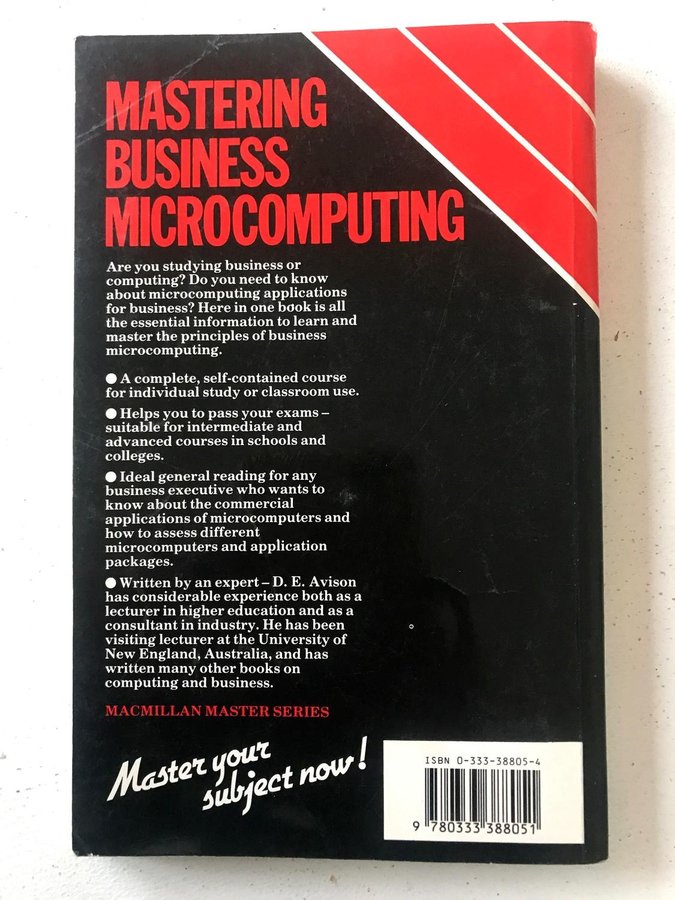 MASTERING
BUSINESS
MICROCOMPUTING
Are you studying business or
computing? Do you need to know
about microcomputing applications
for business? Here in one book is all
the essential information to learn and
master the principles of business
microcomputing.
● A complete, self-contained course
for individual study or classroom use.
● Helps you to pass your exams –
suitable for intermediate and
advanced courses in schools and
colleges.
● Ideal general reading for any
business executive who wants to
know about the commercial
applications of microcomputers and
how to assess different
microcomputers and application
packages.
● Written by an expert – D. E. Avison
has considerable experience both as a
lecturer in higher education and as a
consultant in industry. He has been
visiting lecturer at the University of
New England, Australia, and has
written many other books on
computing and business.
MACMILLAN MASTER SERIES
Master your
subject now!
ISBN 0-333-38805-4
9 780333 388051